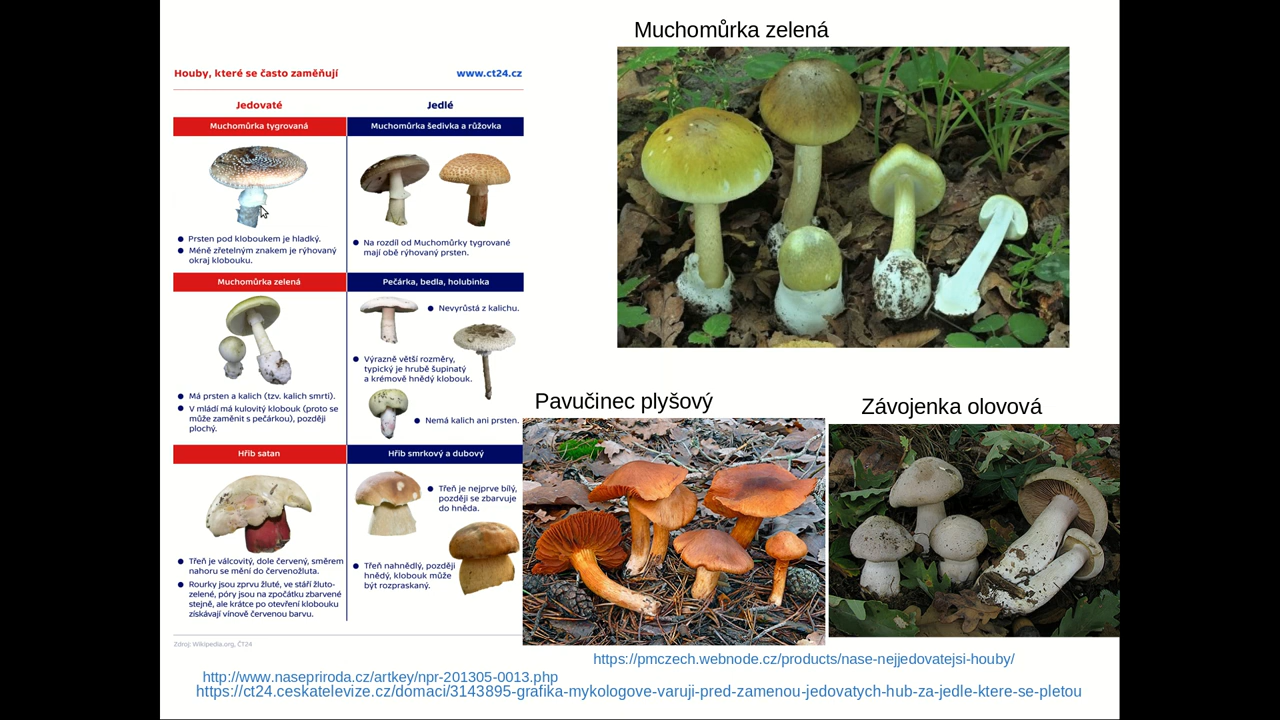 Muchomůrka zelená
Houby, které se často zaměňují
www.ct24.cz
Jedovaté
Jedlé
Muchomůrka tygrovaná
Muchomůrka šedivka a růžovka
Prsten pod kloboukem je hladký.
Méně zřetelným znakem je rýhovaný
okraj klobouku.
Na rozdíl od Muchomůrky tygrované
mají obě rýhovaný prsten.
Muchomůrka zelená
Pečárka, bedla, holubinka
Nevyrůstá z kalichu.
Výrazně větší rozměry,
typický je hrubě šupinatý
a krémově hnědý klobouk.
Má prsten a kalich (tzv. kalich smrti).
V mládí má kulovitý klobouk (proto se
může zaměnit s pečárkou), později
plochý.
Nemá kalich ani prsten.
Hřib satan
Hřib smrkový a dubový
Třeň je nejprve bílý,
později se zbarvuje
do hněda.
Třeň je válcovitý, dole červený, směrem
nahoru se mění do červenožluta.
Rourky jsou zprvu žluté, ve stáří žluto-
zelené, póry jsou na zpočátku zbarvené
stejně, ale krátce po otevření klobouku
získávají vínově červenou barvu.
Třeň nahnědlý, později
hnědý, klobouk může
být rozpraskaný.
Zdroj: Wikipedia.org, ČT24
Pavučinec plyšový
Závojenka olovová
https://pmczech.webnode.cz/products/nase-nejjedovatejsi-houby/
http://www.nasepriroda.cz/artkey/npr-201305-0013.php
https://ct24.ceskatelevize.cz/domaci/3143895-grafika-mykologove-varuji-pred-zamenou-jedovatych-hub-za-jedle-ktere-se-pletou